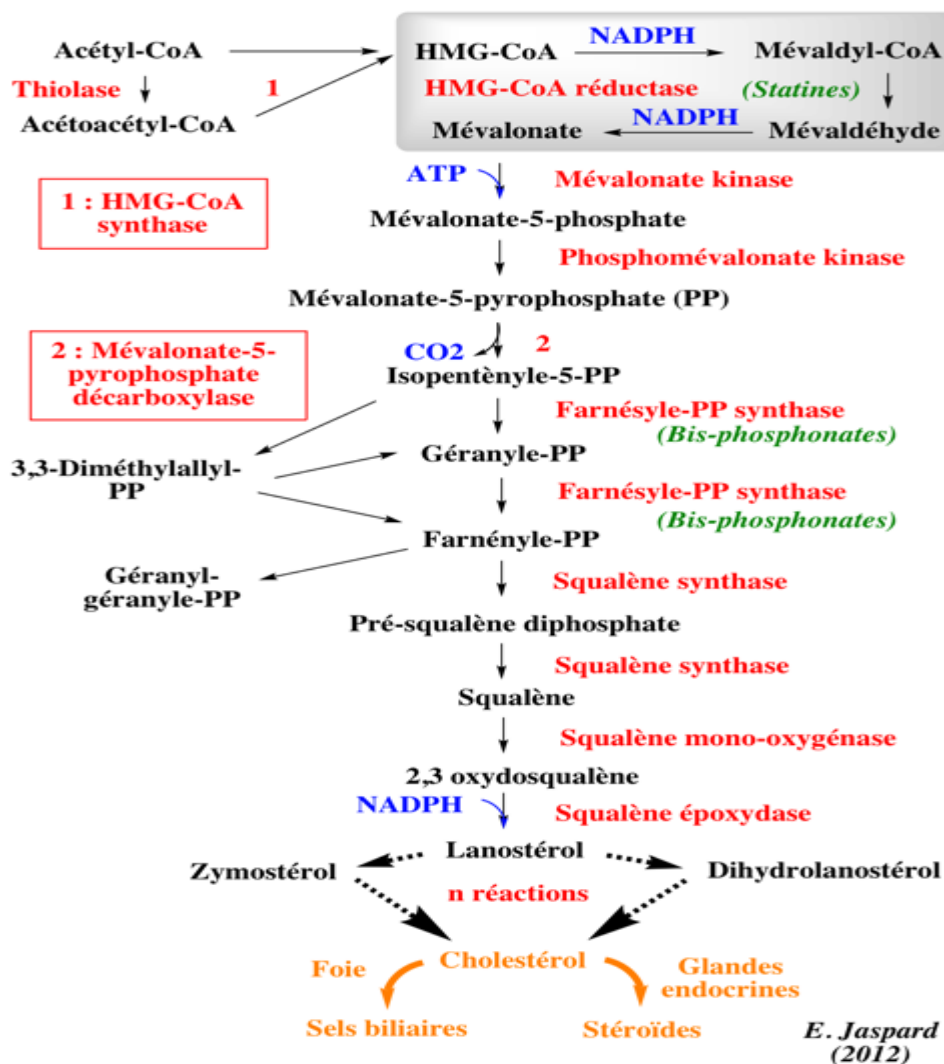 Acétyl-CoA
HMG-CoA
NADPH
Mévaldyl-CoA
Thiolase
1
HMG-CoA réductase
(Statines)
Acétoacétyl-CoA
Mévalonate
NADPH
Mévaldéhyde
ATP
Mévalonate kinase
1 : HMG-CoA
synthase
Mévalonate-5-phosphate
Phosphomévalonate kinase
Mévalonate-5-pyrophosphate (PP)
2 : Mévalonate-5-
pyrophosphate
décarboxylase
CO2
2
Isopentènyle-5-PP
Farnésyle-PP synthase
(Bis-phosphonates)
3,3-Diméthylallyl-
PP
Géranyle-PP
Farnésyle-PP synthase
(Bis-phosphonates)
Farnényle-PP
Géranyl-
géranyle-PP
Squalène synthase
Pré-squalène diphosphate
Squalène synthase
Squalène
Squalène mono-oxygénase
2,3 oxydosqualène
NADPH
Squalène époxydase
Lanostérol
Zymostérol
Dihydrolanostérol
n réactions
Cholestérol
Foie
Glandes
endocrines
Sels biliaires
Stéroïdes
E. Jaspard
(2012)